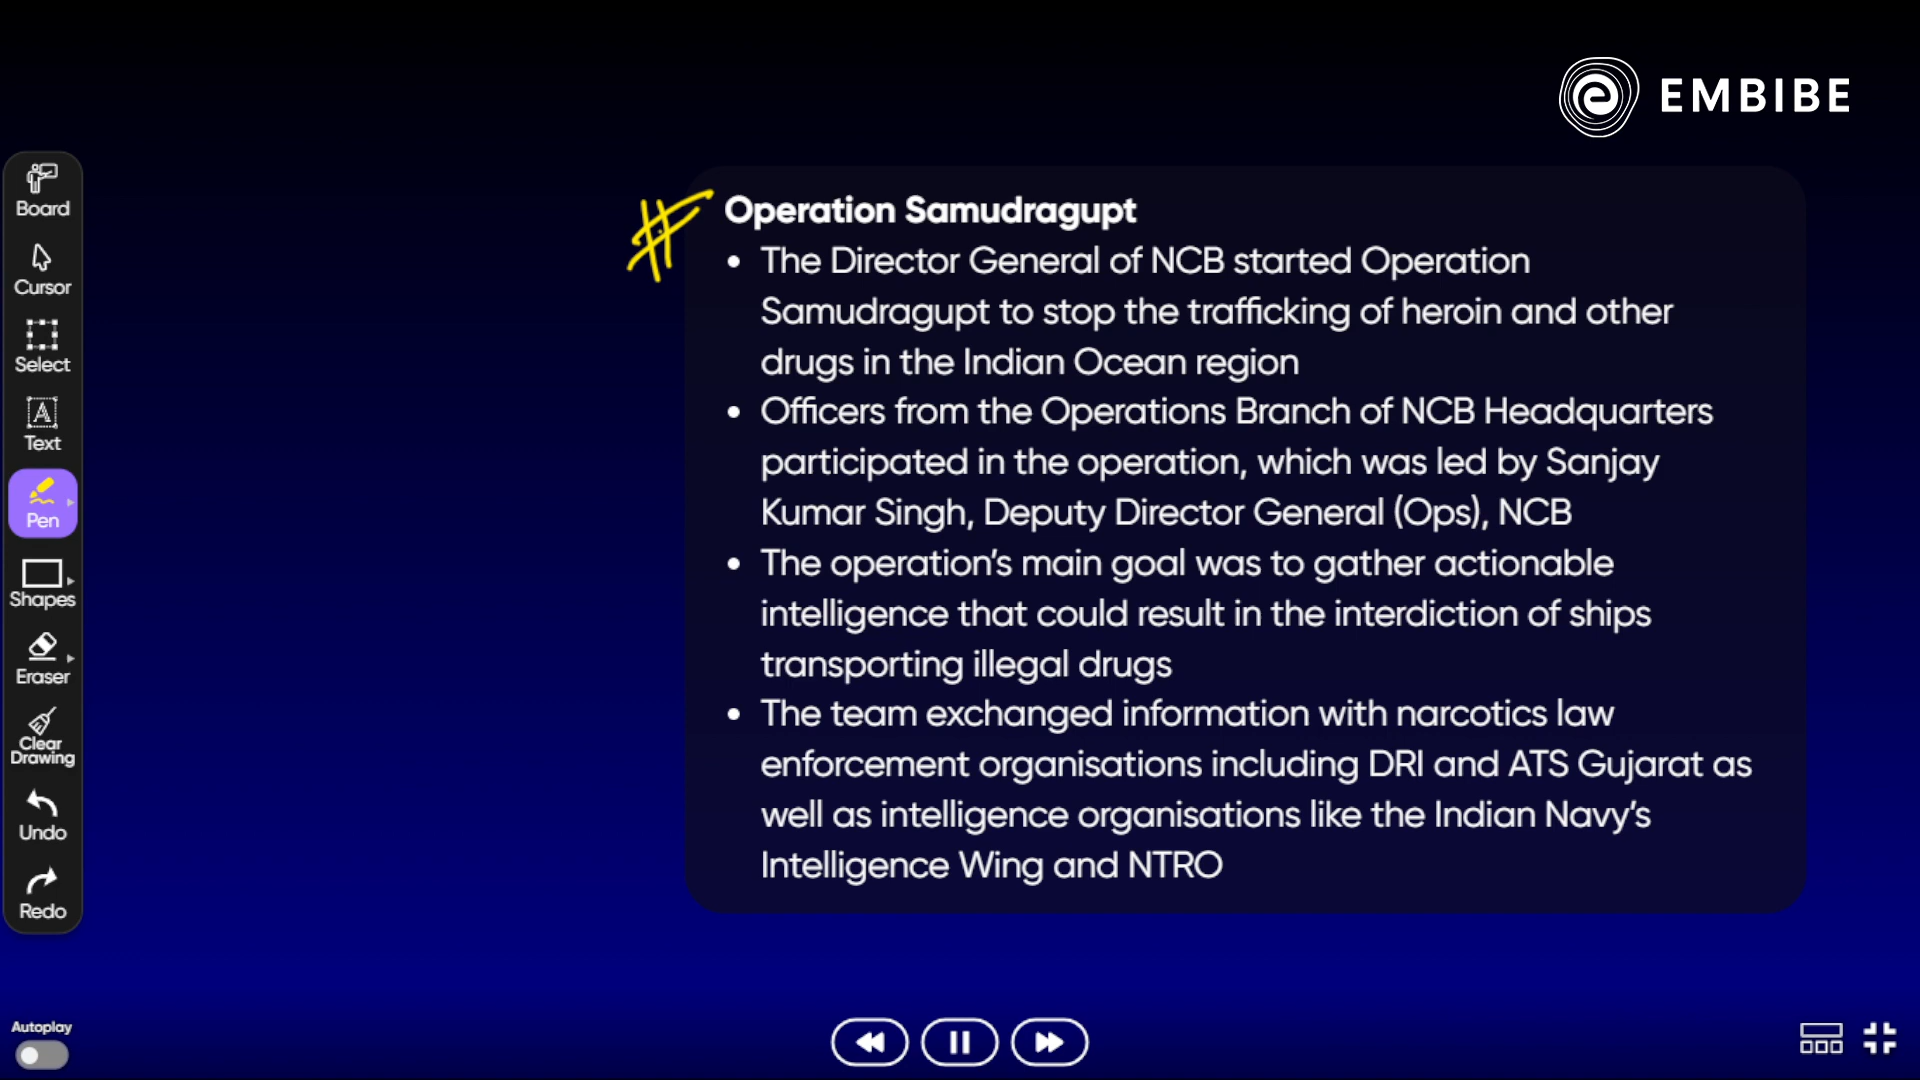 EMBIBE
Board
Cursor
Select
Text
Pen
Shapes
Eraser
Clear
Drawing
Undo
Redo
Autoplay
# Operation Samudragupt
• The Director General of NCB started Operation
Samudragupt to stop the trafficking of heroin and other
drugs in the Indian Ocean region
• Officers from the Operations Branch of NCB Headquarters
participated in the operation, which was led by Sanjay
Kumar Singh, Deputy Director General (Ops), NCB
• The operation’s main goal was to gather actionable
intelligence that could result in the interdiction of ships
transporting illegal drugs
• The team exchanged information with narcotics law
enforcement organisations including DRI and ATS Gujarat as
well as intelligence organisations like the Indian Navy’s
Intelligence Wing and NTRO